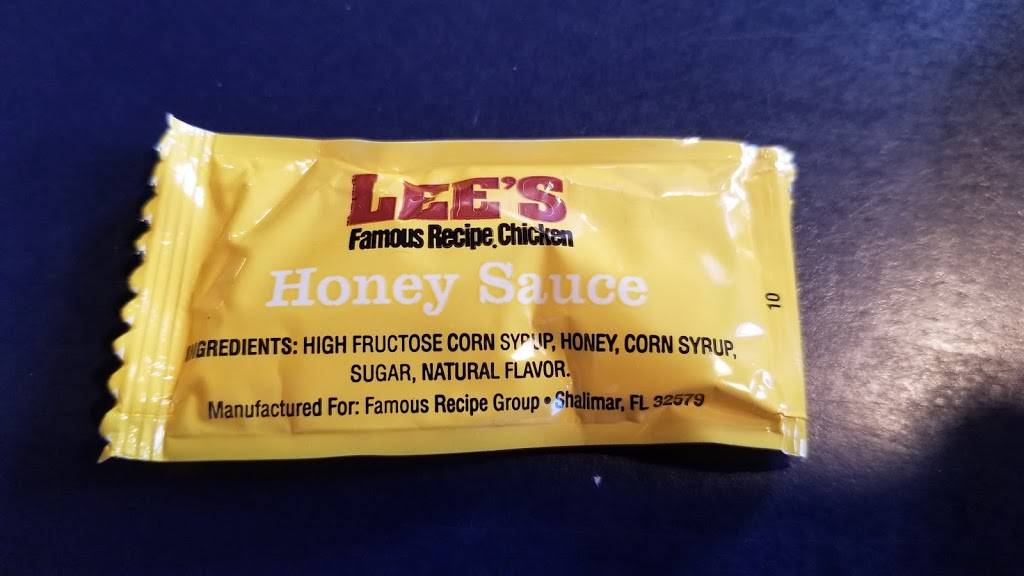 LEE'S
Famous Recipe Chicken
Honey Sauce
INGREDIENTS: HIGH FRUCTOSE CORN SYRUP, HONEY, CORN SYRUP,
SUGAR, NATURAL FLAVOR.
Manufactured For: Famous Recipe Group • Shalimar, FL 32579
10